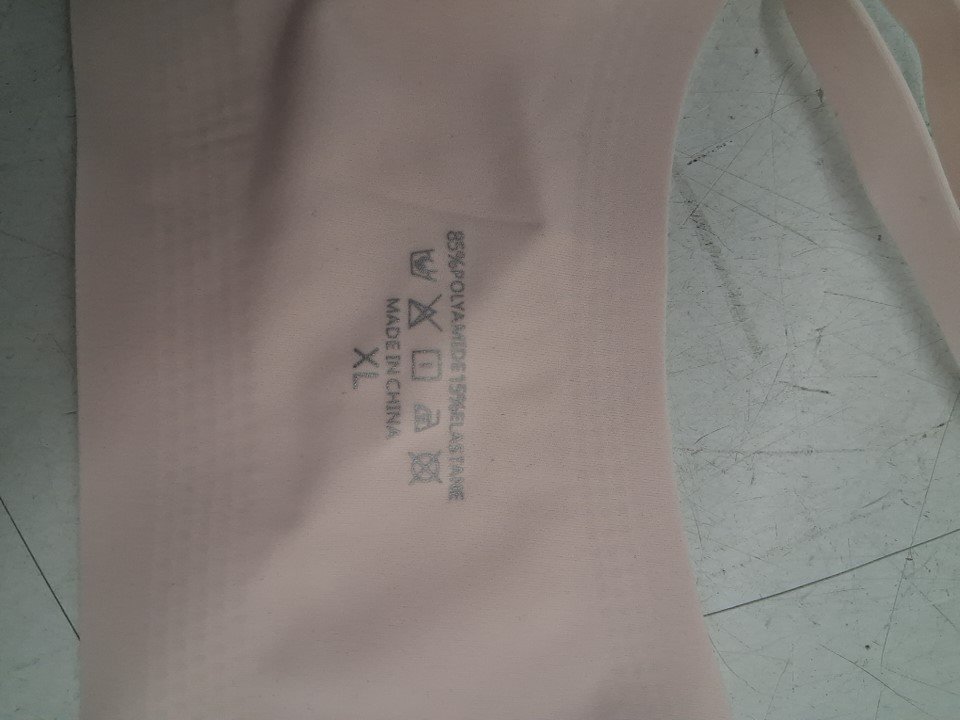 85%POLYAMIDE 15%ELASTANE
MADE IN CHINA
XL